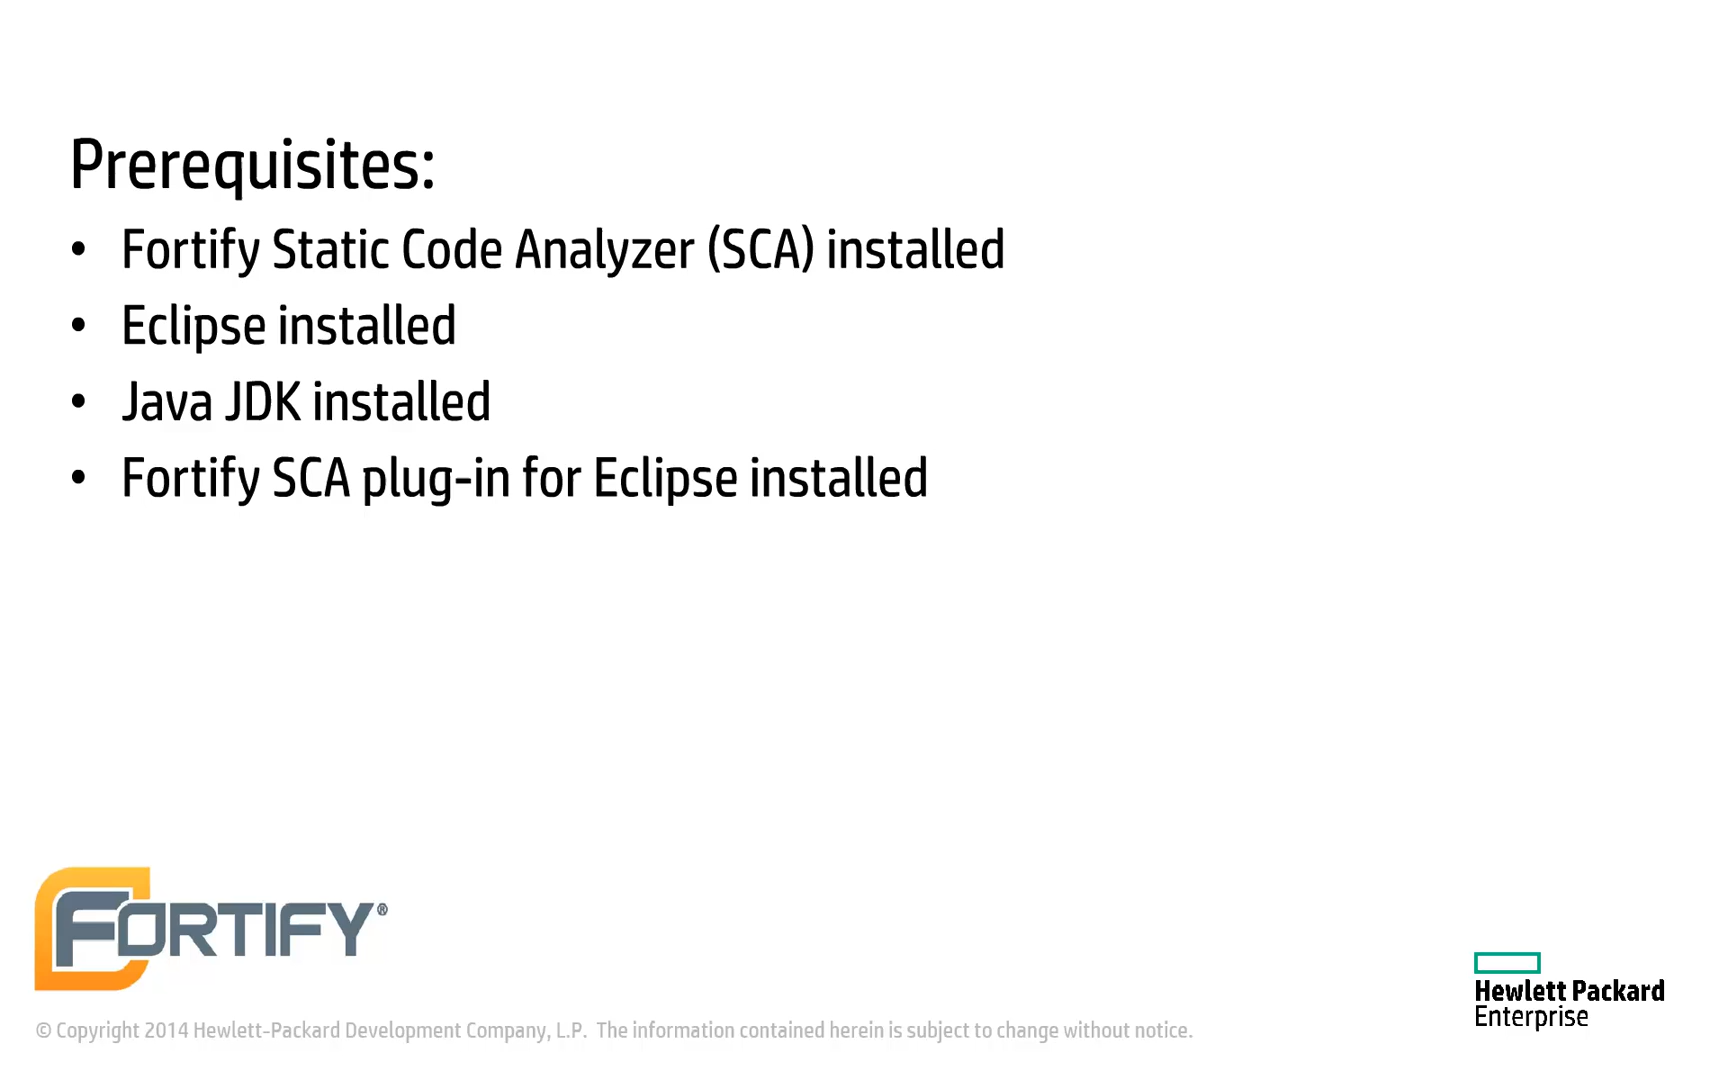 Prerequisites:
• Fortify Static Code Analyzer (SCA) installed
• Eclipse installed
• Java JDK installed
• Fortify SCA plug-in for Eclipse installed
FORTIFY®
Hewlett Packard
Enterprise
© Copyright 2014 Hewlett-Packard Development Company, L.P. The information contained herein is subject to change without notice.